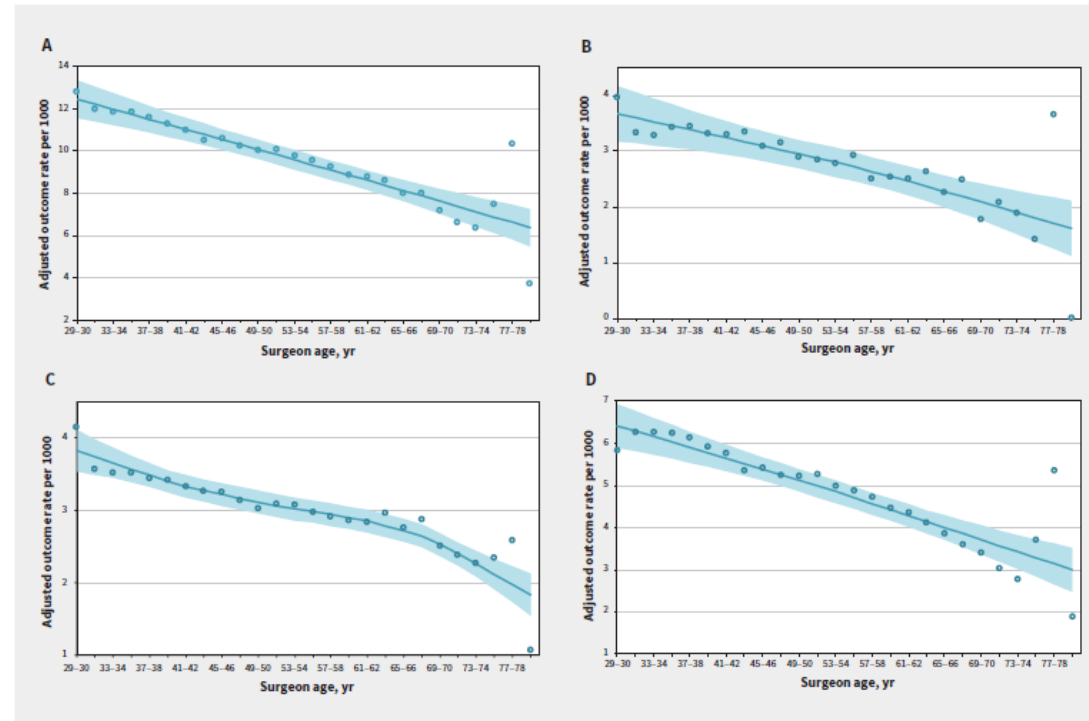 A
Adjusted outcome rate per 1000
14
12
10
8
6
4
2
29–30 33–34 37–38 41–42 45–46 49–50 53–54 57–58 61–62 65–66 69–70 73–74 77–78
Surgeon age, yr
B
Adjusted outcome rate per 1000
4
3
2
1
0
29–30 33–34 37–38 41–42 45–46 49–50 53–54 57–58 61–62 65–66 69–70 73–74 77–78
Surgeon age, yr
C
Adjusted outcome rate per 1000
4
3
2
1
29–30 33–34 37–38 41–42 45–46 49–50 53–54 57–58 61–62 65–66 69–70 73–74 77–78
Surgeon age, yr
D
Adjusted outcome rate per 1000
7
6
5
4
3
2
1
29–30 33–34 37–38 41–42 45–46 49–50 53–54 57–58 61–62 65–66 69–70 73–74 77–78
Surgeon age, yr